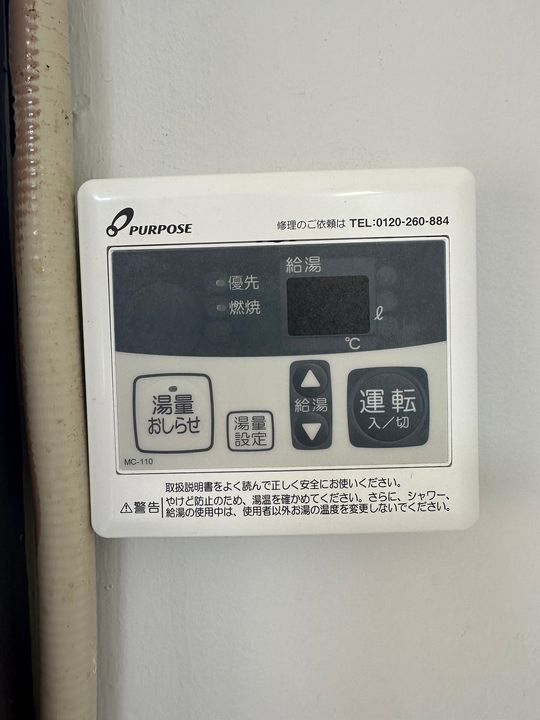 PURPOSE
修理のご依頼は TEL:0120-260-884
給湯
優先
燃焼
ℓ
℃
湯量
おしらせ
湯量
設定
▲
給湯
▼
運転
入/切
MC-110
取扱説明書をよく読んで正しく安全にお使いください。
⚠警告
やけど防止のため、湯温を確かめてください。さらに、シャワー、
給湯の使用中は、使用者以外お湯の温度を変更しないでください。